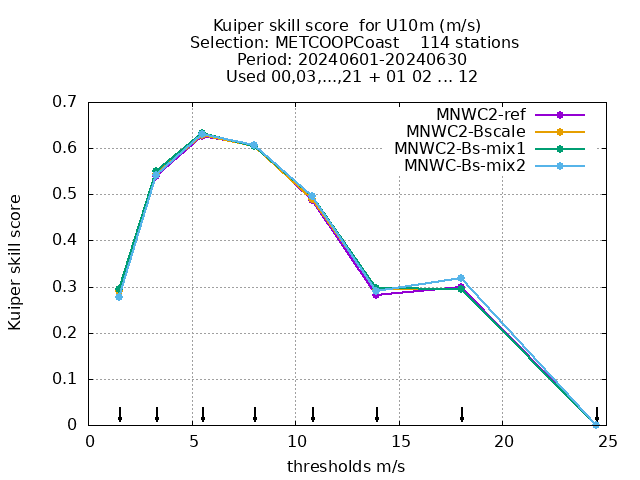 Kuiper skill score  for U10m (m/s)
Selection: METCOOPCoast    114 stations
Period: 20240601-20240630
Used 00,03,...,21 + 01 02 ... 12
MNWC2-ref
MNWC2-Bscale
MNWC2-Bs-mix1
MNWC-Bs-mix2
Kuiper skill score
0.7
0.6
0.5
0.4
0.3
0.2
0.1
0
0 5 10 15 20 25
thresholds m/s